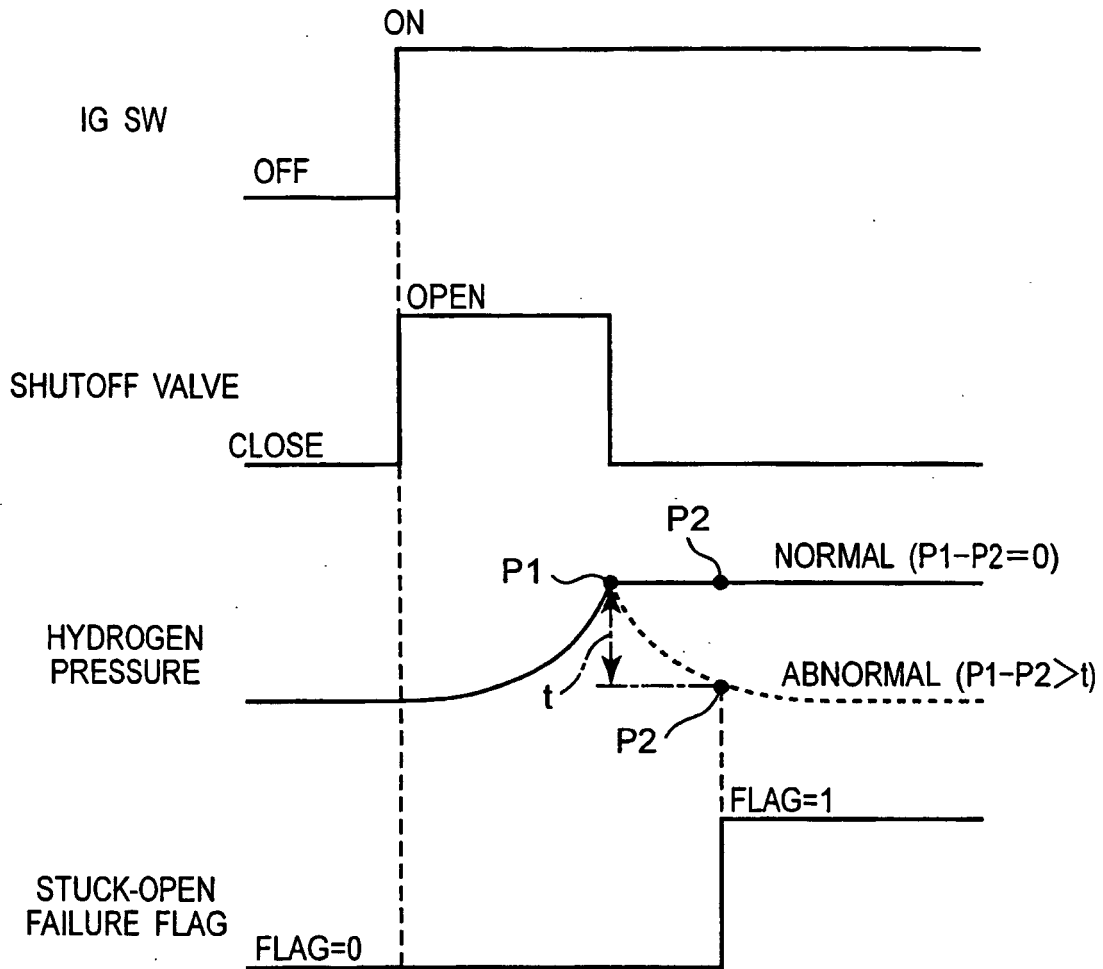 ON
IG SW
OFF
OPEN
SHUTOFF VALVE
CLOSE
P2
P1
NORMAL (P1-P2=0)
HYDROGEN
PRESSURE
t
ABNORMAL (P1-P2>t)
P2
FLAG=1
STUCK-OPEN
FAILURE FLAG
FLAG=0